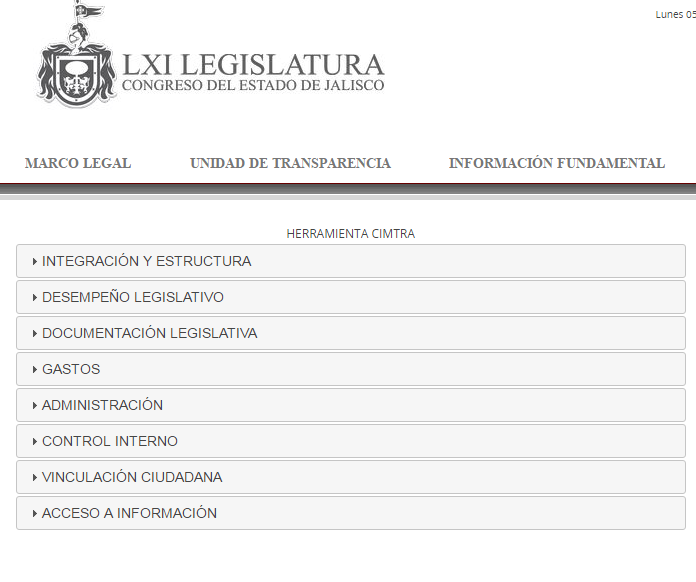 Lunes 05
LXI LEGISLATURA
CONGRESO DEL ESTADO DE JALISCO
MARCO LEGAL UNIDAD DE TRANSPARENCIA INFORMACIÓN FUNDAMENTAL
HERRAMIENTA CIMTRA
INTEGRACIÓN Y ESTRUCTURA
DESEMPEÑO LEGISLATIVO
DOCUMENTACIÓN LEGISLATIVA
GASTOS
ADMINISTRACIÓN
CONTROL INTERNO
VINCULACIÓN CIUDADANA
ACCESO A INFORMACIÓN